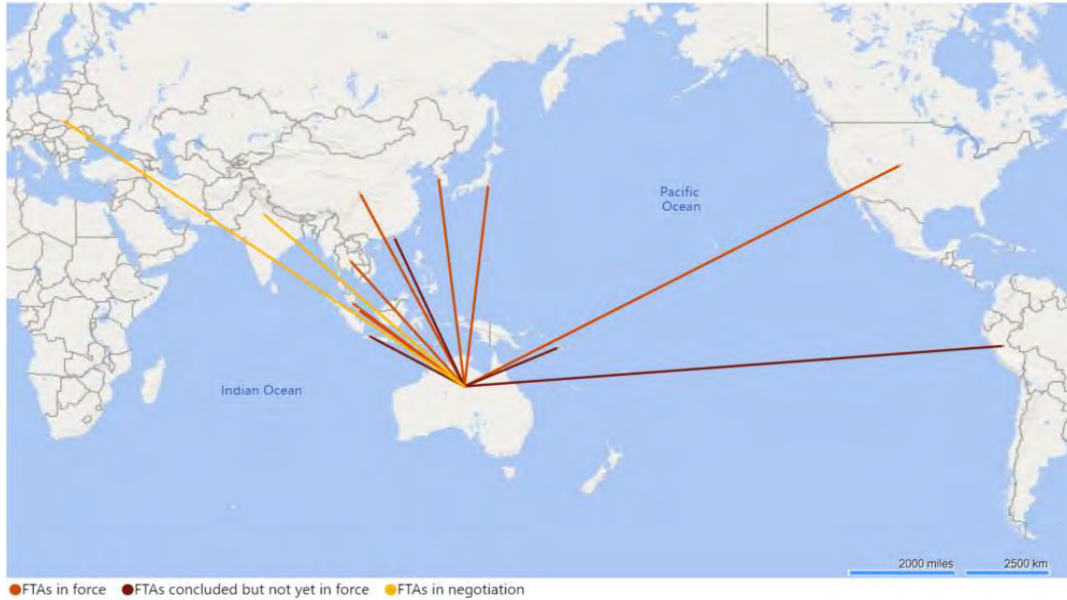 Pacific
Ocean
Indian Ocean
2000 miles 2500 km
FTAs in force FTAs concluded but not yet in force FTAs in negotiation